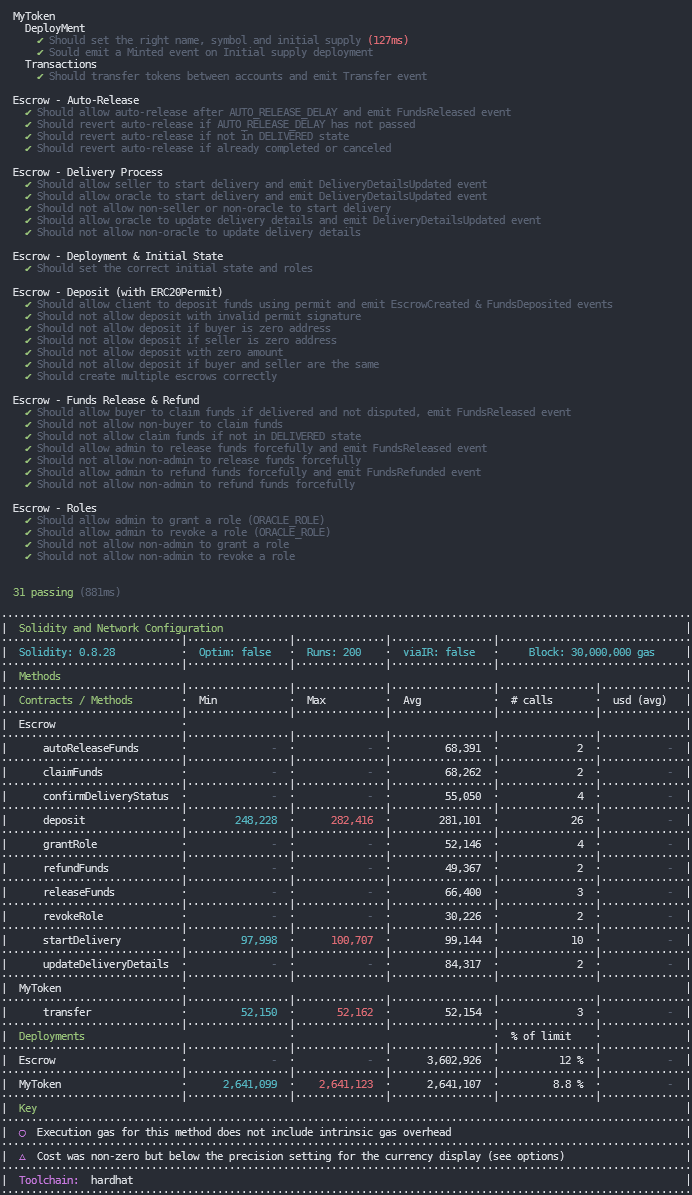 MyToken
DeployMent
✔ Should set the right name, symbol and initial supply (127ms)
✔ Sould emit a Minted event on Initial supply deployment
Transactions
✔ Should transfer tokens between accounts and emit Transfer event
Escrow - Auto-Release
✔ Should allow auto-release after AUTO_RELEASE_DELAY and emit FundsReleased event
✔ Should revert auto-release if AUTO_RELEASE_DELAY has not passed
✔ Should revert auto-release if not in DELIVERED state
✔ Should revert auto-release if already completed or canceled
Escrow - Delivery Process
✔ Should allow seller to start delivery and emit DeliveryDetailsUpdated event
✔ Should allow oracle to start delivery and emit DeliveryDetailsUpdated event
✔ Should not allow non-seller or non-oracle to start delivery
✔ Should allow oracle to update delivery details and emit DeliveryDetailsUpdated event
✔ Should not allow non-oracle to update delivery details
Escrow - Deployment & Initial State
✔ Should set the correct initial state and roles
Escrow - Deposit (with ERC20Permit)
✔ Should allow client to deposit funds using permit and emit EscrowCreated & FundsDeposited events
✔ Should not allow deposit with invalid permit signature
✔ Should not allow deposit if buyer is zero address
✔ Should not allow deposit if seller is zero address
✔ Should not allow deposit with zero amount
✔ Should not allow deposit if buyer and seller are the same
✔ Should create multiple escrows correctly
Escrow - Funds Release & Refund
✔ Should allow buyer to claim funds if delivered and not disputed, emit FundsReleased event
✔ Should not allow non-buyer to claim funds
✔ Should not allow claim funds if not in DELIVERED state
✔ Should allow admin to release funds forcefully and emit FundsReleased event
✔ Should not allow non-admin to release funds forcefully
✔ Should allow admin to refund funds forcefully and emit FundsRefunded event
✔ Should not allow non-admin to refund funds forcefully
Escrow - Roles
✔ Should allow admin to grant a role (ORACLE_ROLE)
✔ Should allow admin to revoke a role (ORACLE_ROLE)
✔ Should not allow non-admin to grant a role
✔ Should not allow non-admin to revoke a role
31 passing (881ms)
| Solidity and Network Configuration |
| Solidity: 0.8.28 · Optim: false · Runs: 200 · viaIR: false · Block: 30,000,000 gas |
| Methods |
| Contracts / Methods · Min · Max · Avg · # calls · usd (avg) |
| Escrow · |
| autoReleaseFunds · - · - · 68,391 · 2 · - |
| claimFunds · - · - · 68,262 · 2 · - |
| confirmDeliveryStatus · - · - · 55,050 · 4 · - |
| deposit · 248,228 · 282,416 · 281,101 · 26 · - |
| grantRole · - · - · 52,146 · 4 · - |
| refundFunds · - · - · 49,367 · 2 · - |
| releaseFunds · - · - · 66,400 · 3 · - |
| revokeRole · - · - · 30,226 · 2 · - |
| startDelivery · 97,998 · 100,707 · 99,144 · 10 · - |
| updateDeliveryDetails · - · - · 84,317 · 2 · - |
| MyToken · |
| transfer · 52,150 · 52,162 · 52,154 · 3 · - |
| Deployments · % of limit · |
| Escrow · - · - · 3,602,926 · 12 % · - |
| MyToken · 2,641,099 · 2,641,123 · 2,641,107 · 8.8 % · - |
| Key |
| ◯ Execution gas for this method does not include intrinsic gas overhead |
| △ Cost was non-zero but below the precision setting for the currency display (see options) |
| Toolchain: hardhat |